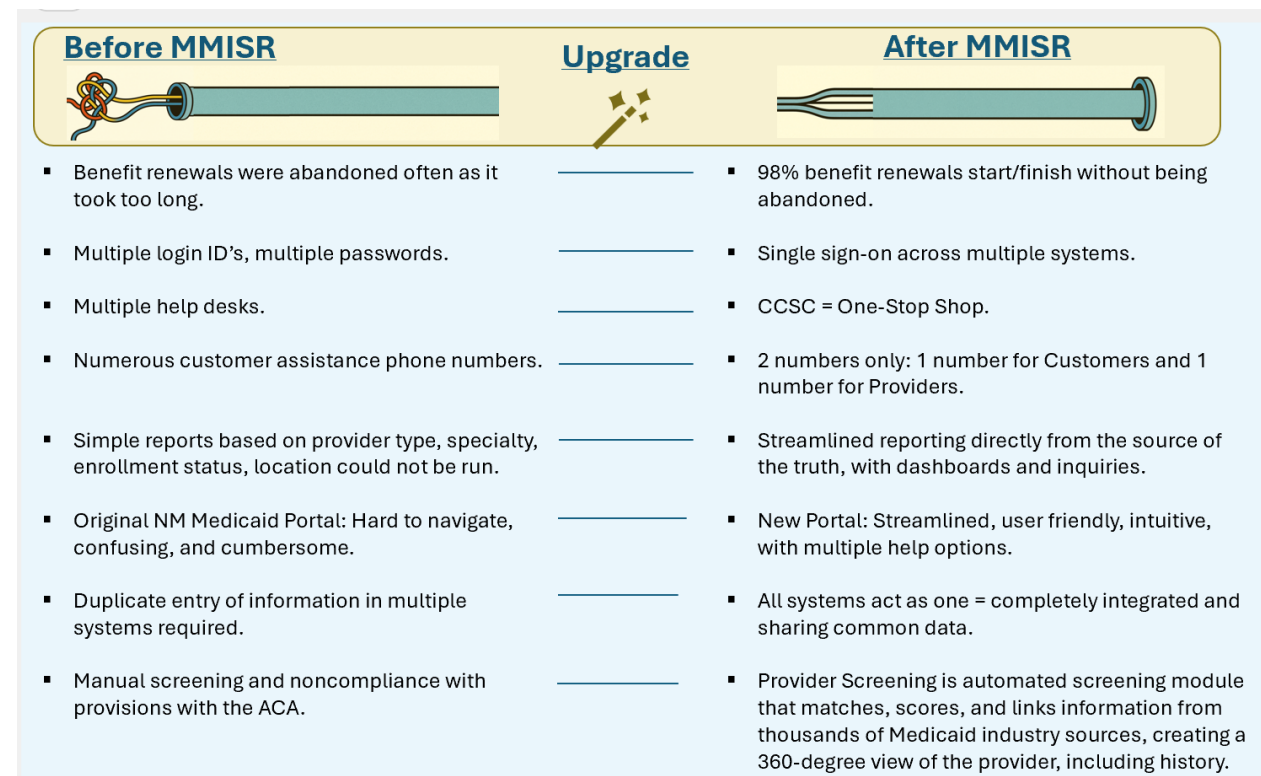 Before MMISR
Upgrade
After MMISR
▪ Benefit renewals were abandoned often as it
took too long.
▪ 98% benefit renewals start/finish without being
abandoned.
▪ Multiple login ID’s, multiple passwords.
▪ Single sign-on across multiple systems.
▪ Multiple help desks.
▪ CCSC = One-Stop Shop.
▪ Numerous customer assistance phone numbers.
▪ 2 numbers only: 1 number for Customers and 1
number for Providers.
▪ Simple reports based on provider type, specialty,
enrollment status, location could not be run.
▪ Streamlined reporting directly from the source of
the truth, with dashboards and inquiries.
▪ Original NM Medicaid Portal: Hard to navigate,
confusing, and cumbersome.
▪ New Portal: Streamlined, user friendly, intuitive,
with multiple help options.
▪ Duplicate entry of information in multiple
systems required.
▪ All systems act as one = completely integrated and
sharing common data.
▪ Manual screening and noncompliance with
provisions with the ACA.
▪ Provider Screening is automated screening module
that matches, scores, and links information from
thousands of Medicaid industry sources, creating a
360-degree view of the provider, including history.